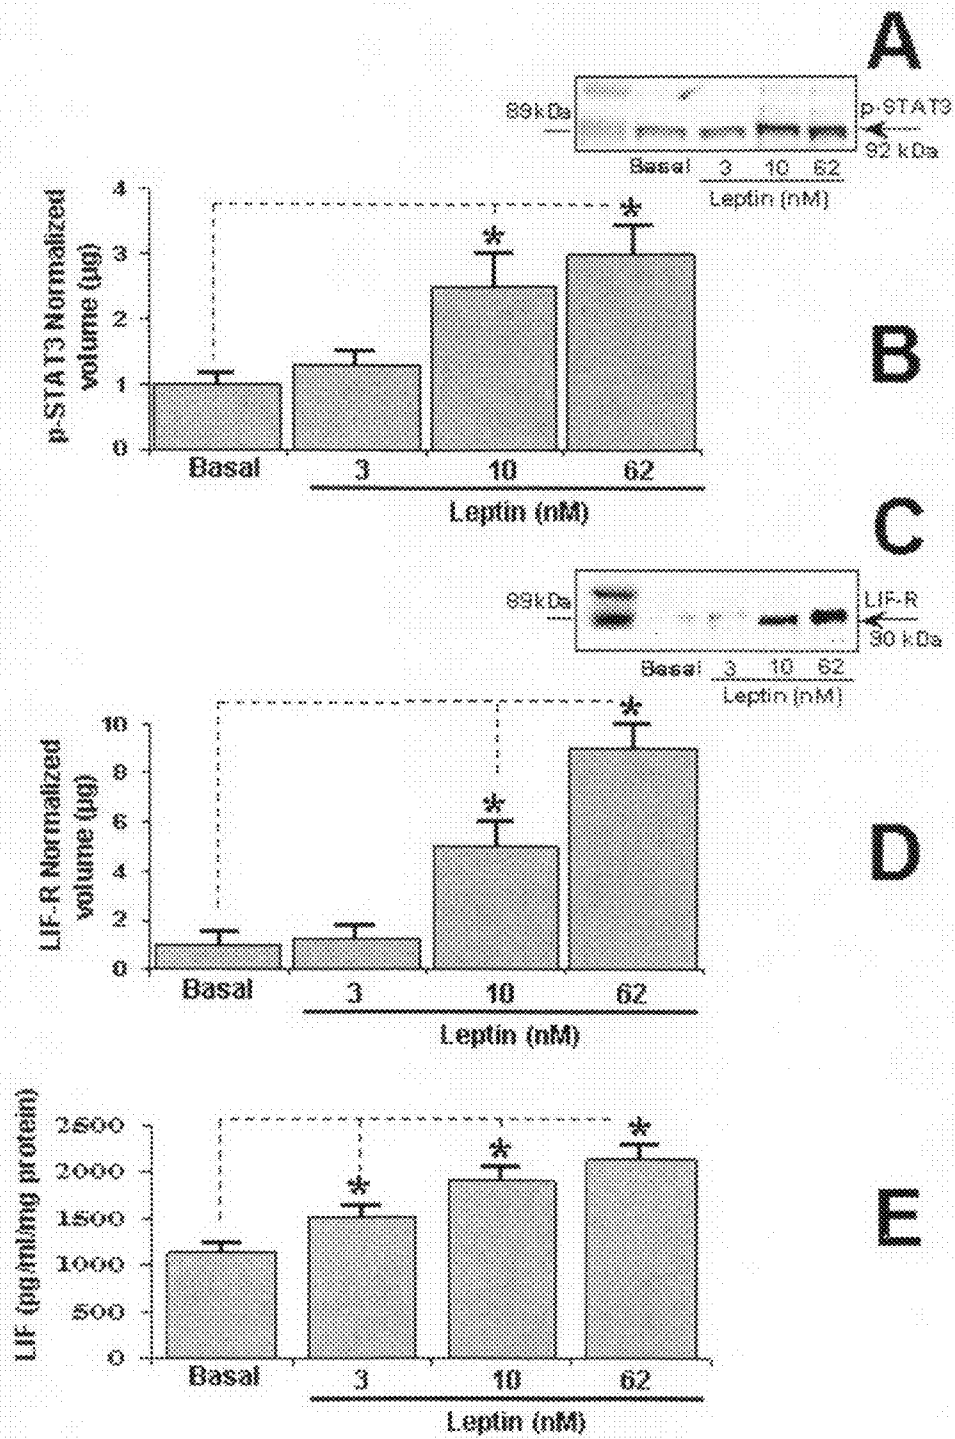 A
89kDa
p-STAT3
92 kDa
Basal 3 10 62
Leptin (nM)
p-STAT3 Normalized
volume (µg)
4
3
2
1
0
* *
Basal 3 10 62
Leptin (nM)
B
C
89kDa
LIF-R
90 kDa
Basal 3 10 62
Leptin (nM)
LIF-R Normalized
volume (µg)
10
8
6
4
2
0
* *
Basal 3 10 62
Leptin (nM)
D
LIF (pg/ml/mg protein)
2500
2000
1500
1000
500
0
* * *
Basal 3 10 62
Leptin (nM)
E